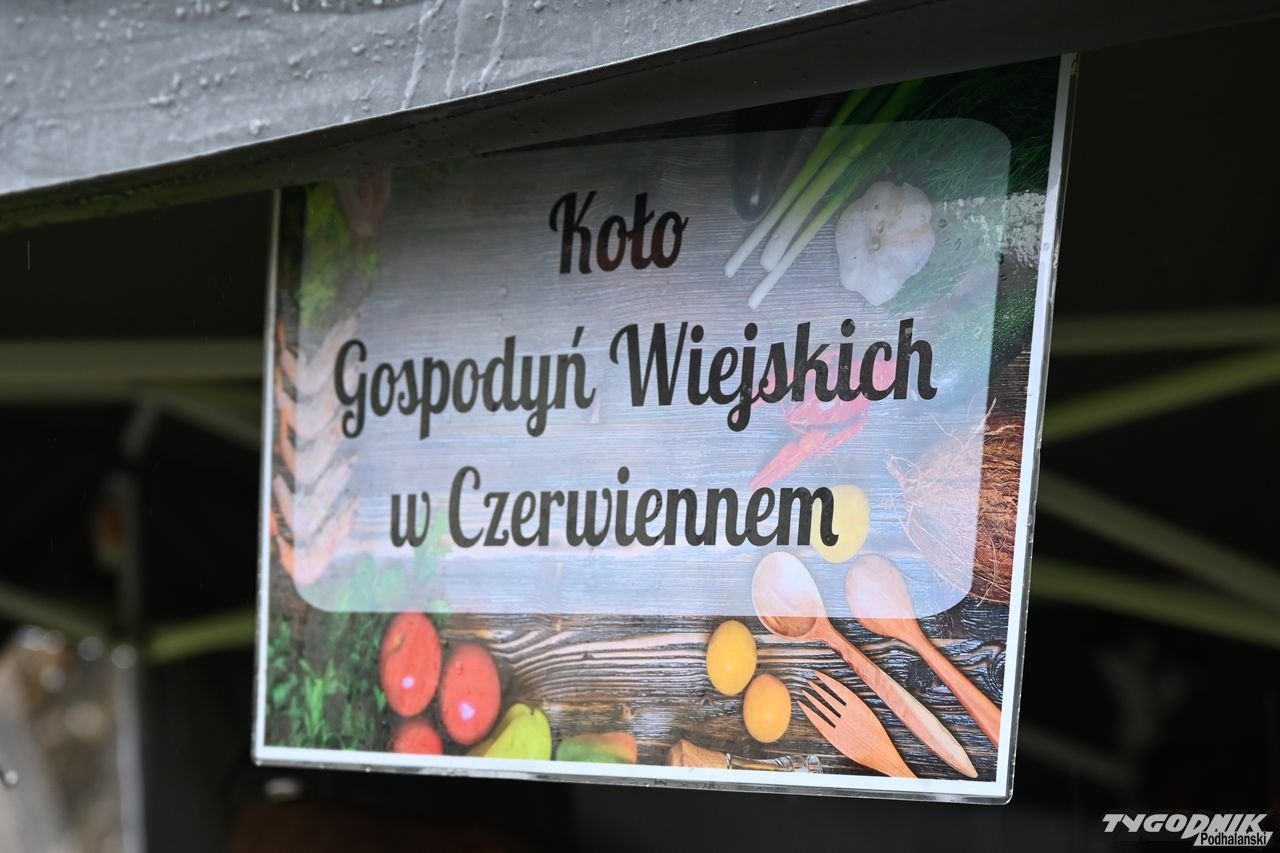 Koło
Gospodyń Wiejskich
w Czerwiennem
TYGODNIK
Podhalański